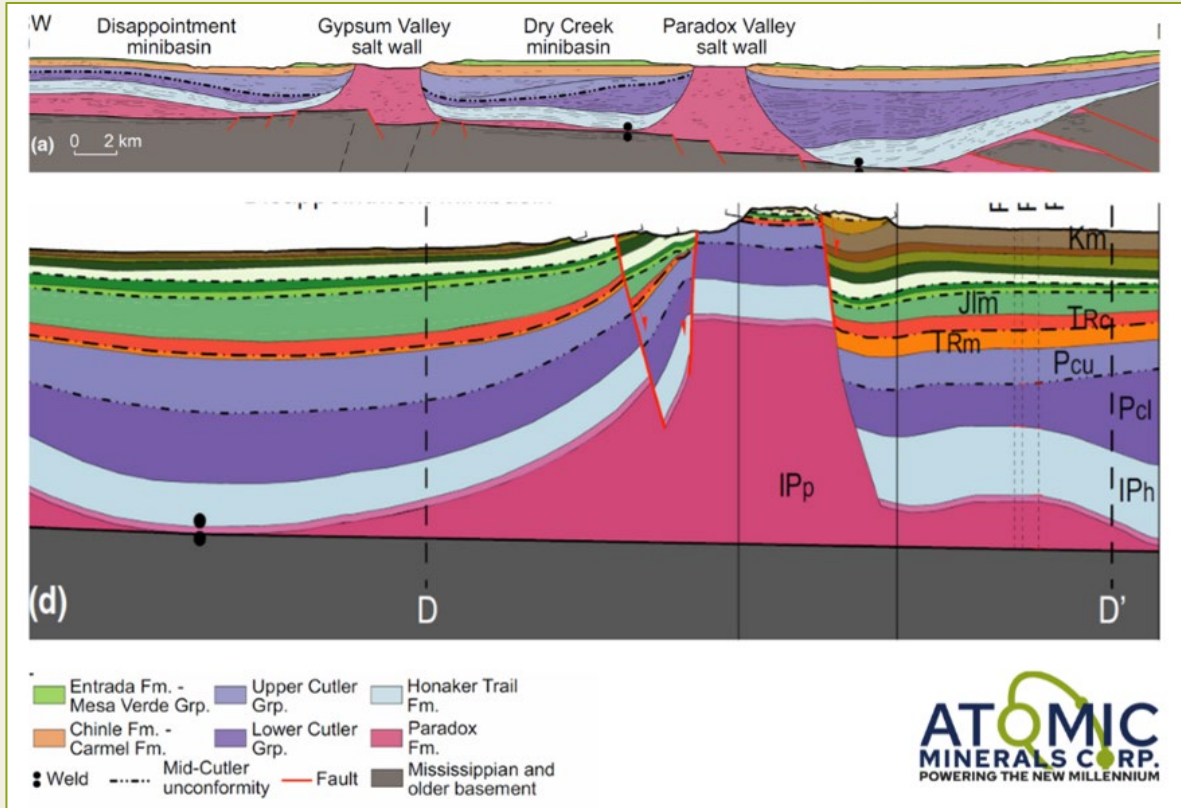 SW
Disappointment
minibasin
Gypsum Valley
salt wall
Dry Creek
minibasin
Paradox Valley
salt wall
(a) 0 2 km
Km
Jlm
TRc
TRm
Pcu
Pcl
IPp
IPh
(d)
D
D'
Entrada Fm. -
Mesa Verde Grp.
Upper Cutler
Grp.
Honaker Trail
Fm.
Chinle Fm. -
Carmel Fm.
Lower Cutler
Grp.
Paradox
Fm.
Weld
Mid-Cutler
unconformity
Fault
Mississippian and
older basement
ATOMIC
MINERALS CORP.
POWERING THE NEW MILLENNIUM